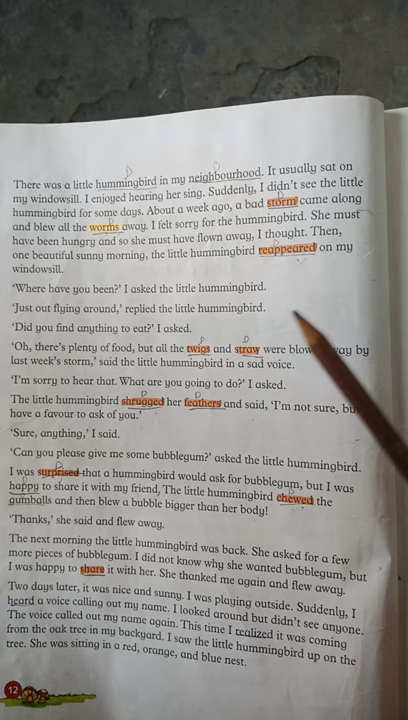 There was a little hummingbird in my neighbourhood. It usually sat on
my windowsill. I enjoyed hearing her sing. Suddenly, I didn't see the little
hummingbird for some days. About a week ago, a bad storm came along
and blew all the worms away. I felt sorry for the hummingbird. She must
have been hungry and so she must have flown away, I thought. Then,
one beautiful sunny morning, the little hummingbird reappeared on my
windowsill.
'Where have you been?' I asked the little hummingbird.
'Just out flying around,' replied the little hummingbird.
'Did you find anything to eat?' I asked.
'Oh, there's plenty of food, but all the twigs and straw were by
last week's storm,' said the little hummingbird in a sad voice.
'I'm sorry to hear that. What are you going to do?' I asked.
The little hummingbird shrugged her feathers and said, 'I'm not sure,
have a favour to ask of you.'
'Sure, anything,' I said.
'Can you please give me some bubblegum?' asked the little hummingbird.
I was surprised that a hummingbird would ask for bubblegum, but I was
happy to share it with my friend. The little hummingbird chewed the
gumballs and then blew a bubble bigger than her body!
'Thanks,' she said and flew away.
The next morning the little hummingbird was back. She asked for a few
more pieces of bubblegum. I did not know why she wanted bubblegum, but
I was happy to share it with her. She thanked me again and flew away.
Two days later, it was nice and sunny. I was playing outside. Suddenly, I
heard a voice calling out my name. I looked around but didn't see anyone.
The voice called out my name again. This time I realized it was coming
from the oak tree in my backyard. I saw the little hummingbird up on the
tree. She was sitting in a red, orange, and blue nest.
12